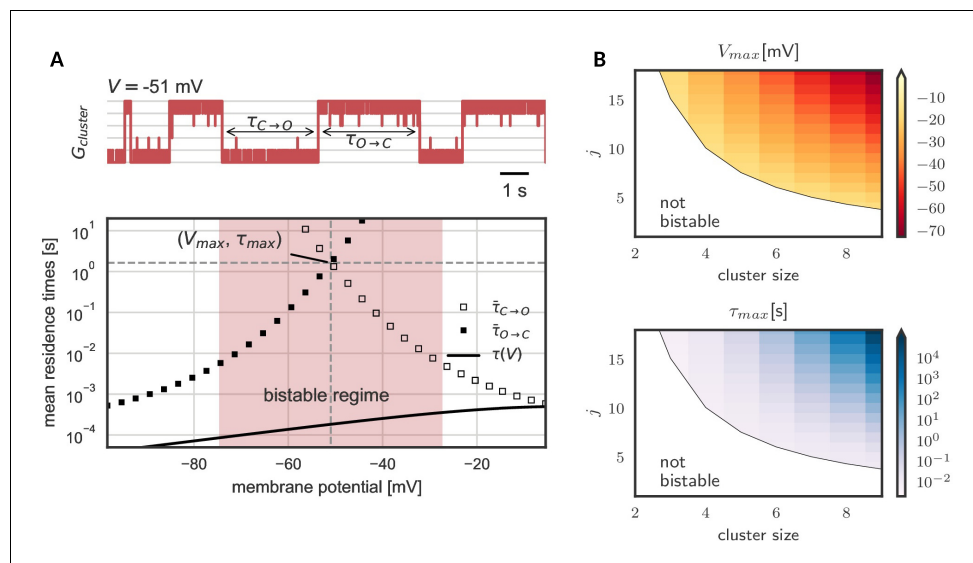 A
V = -51 mV
G_cluster
τ_C→O
τ_O→C
1 s
mean residence times [s]
10^1
10^0
10^-1
10^-2
10^-3
10^-4
(V_max, τ_max)
τ̄_C→O
τ̄_O→C
τ(V)
bistable regime
−80 −60 −40 −20
membrane potential [mV]
B
V_max[mV]
j
15
10
5
not
bistable
2 4 6 8
cluster size
−10
−20
−30
−40
−50
−60
−70
τ_max[s]
j
15
10
5
not
bistable
2 4 6 8
cluster size
10^4
10^3
10^2
10^1
10^0
10^−1
10^−2